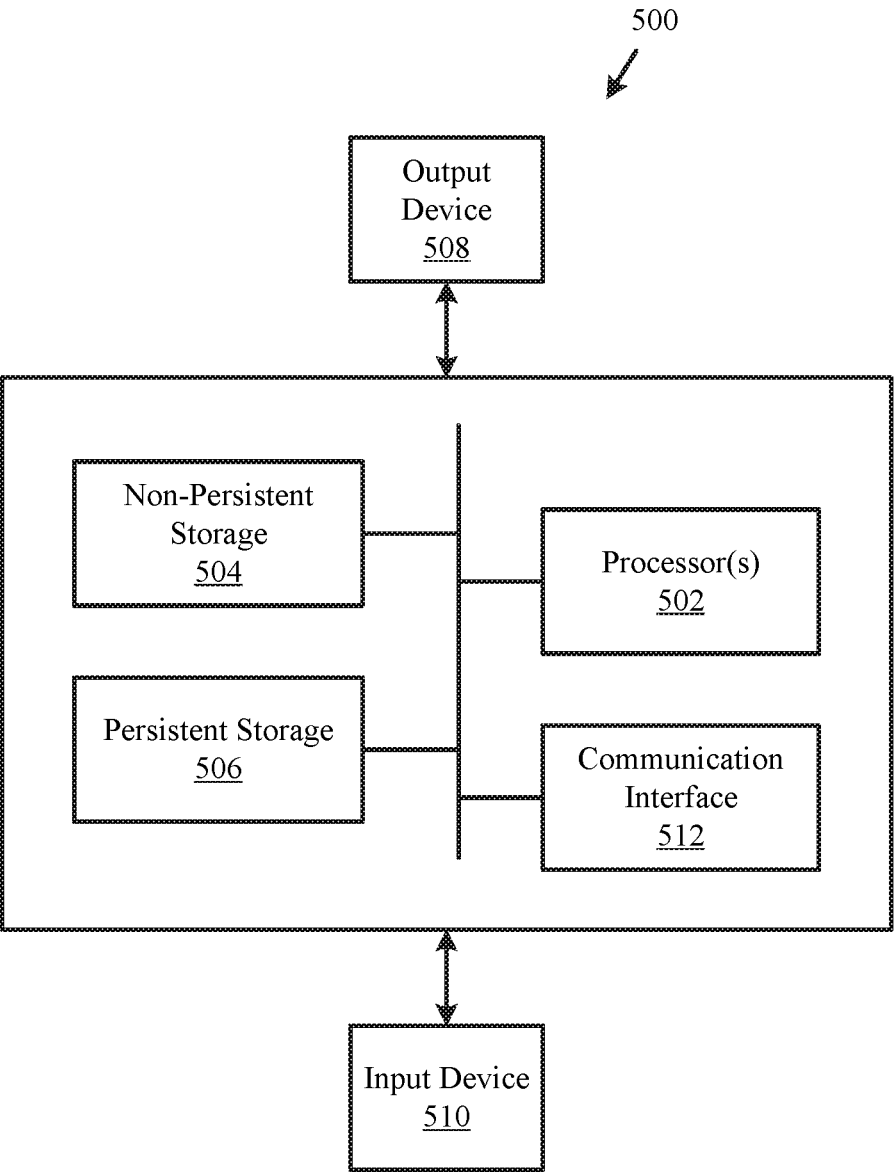 500
Output
Device
508
Non-Persistent
Storage
504
Processor(s)
502
Persistent Storage
506
Communication
Interface
512
Input Device
510